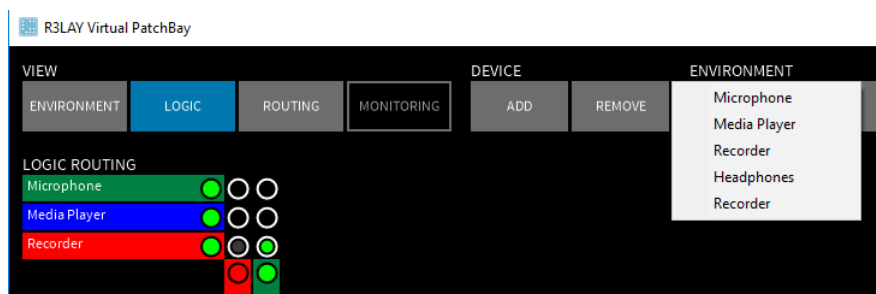 R3LAY Virtual PatchBay
VIEW
DEVICE
ENVIRONMENT
ENVIRONMENT
LOGIC
ROUTING
MONITORING
ADD
REMOVE
Microphone
Media Player
Recorder
Headphones
Recorder
LOGIC ROUTING
Microphone
Media Player
Recorder